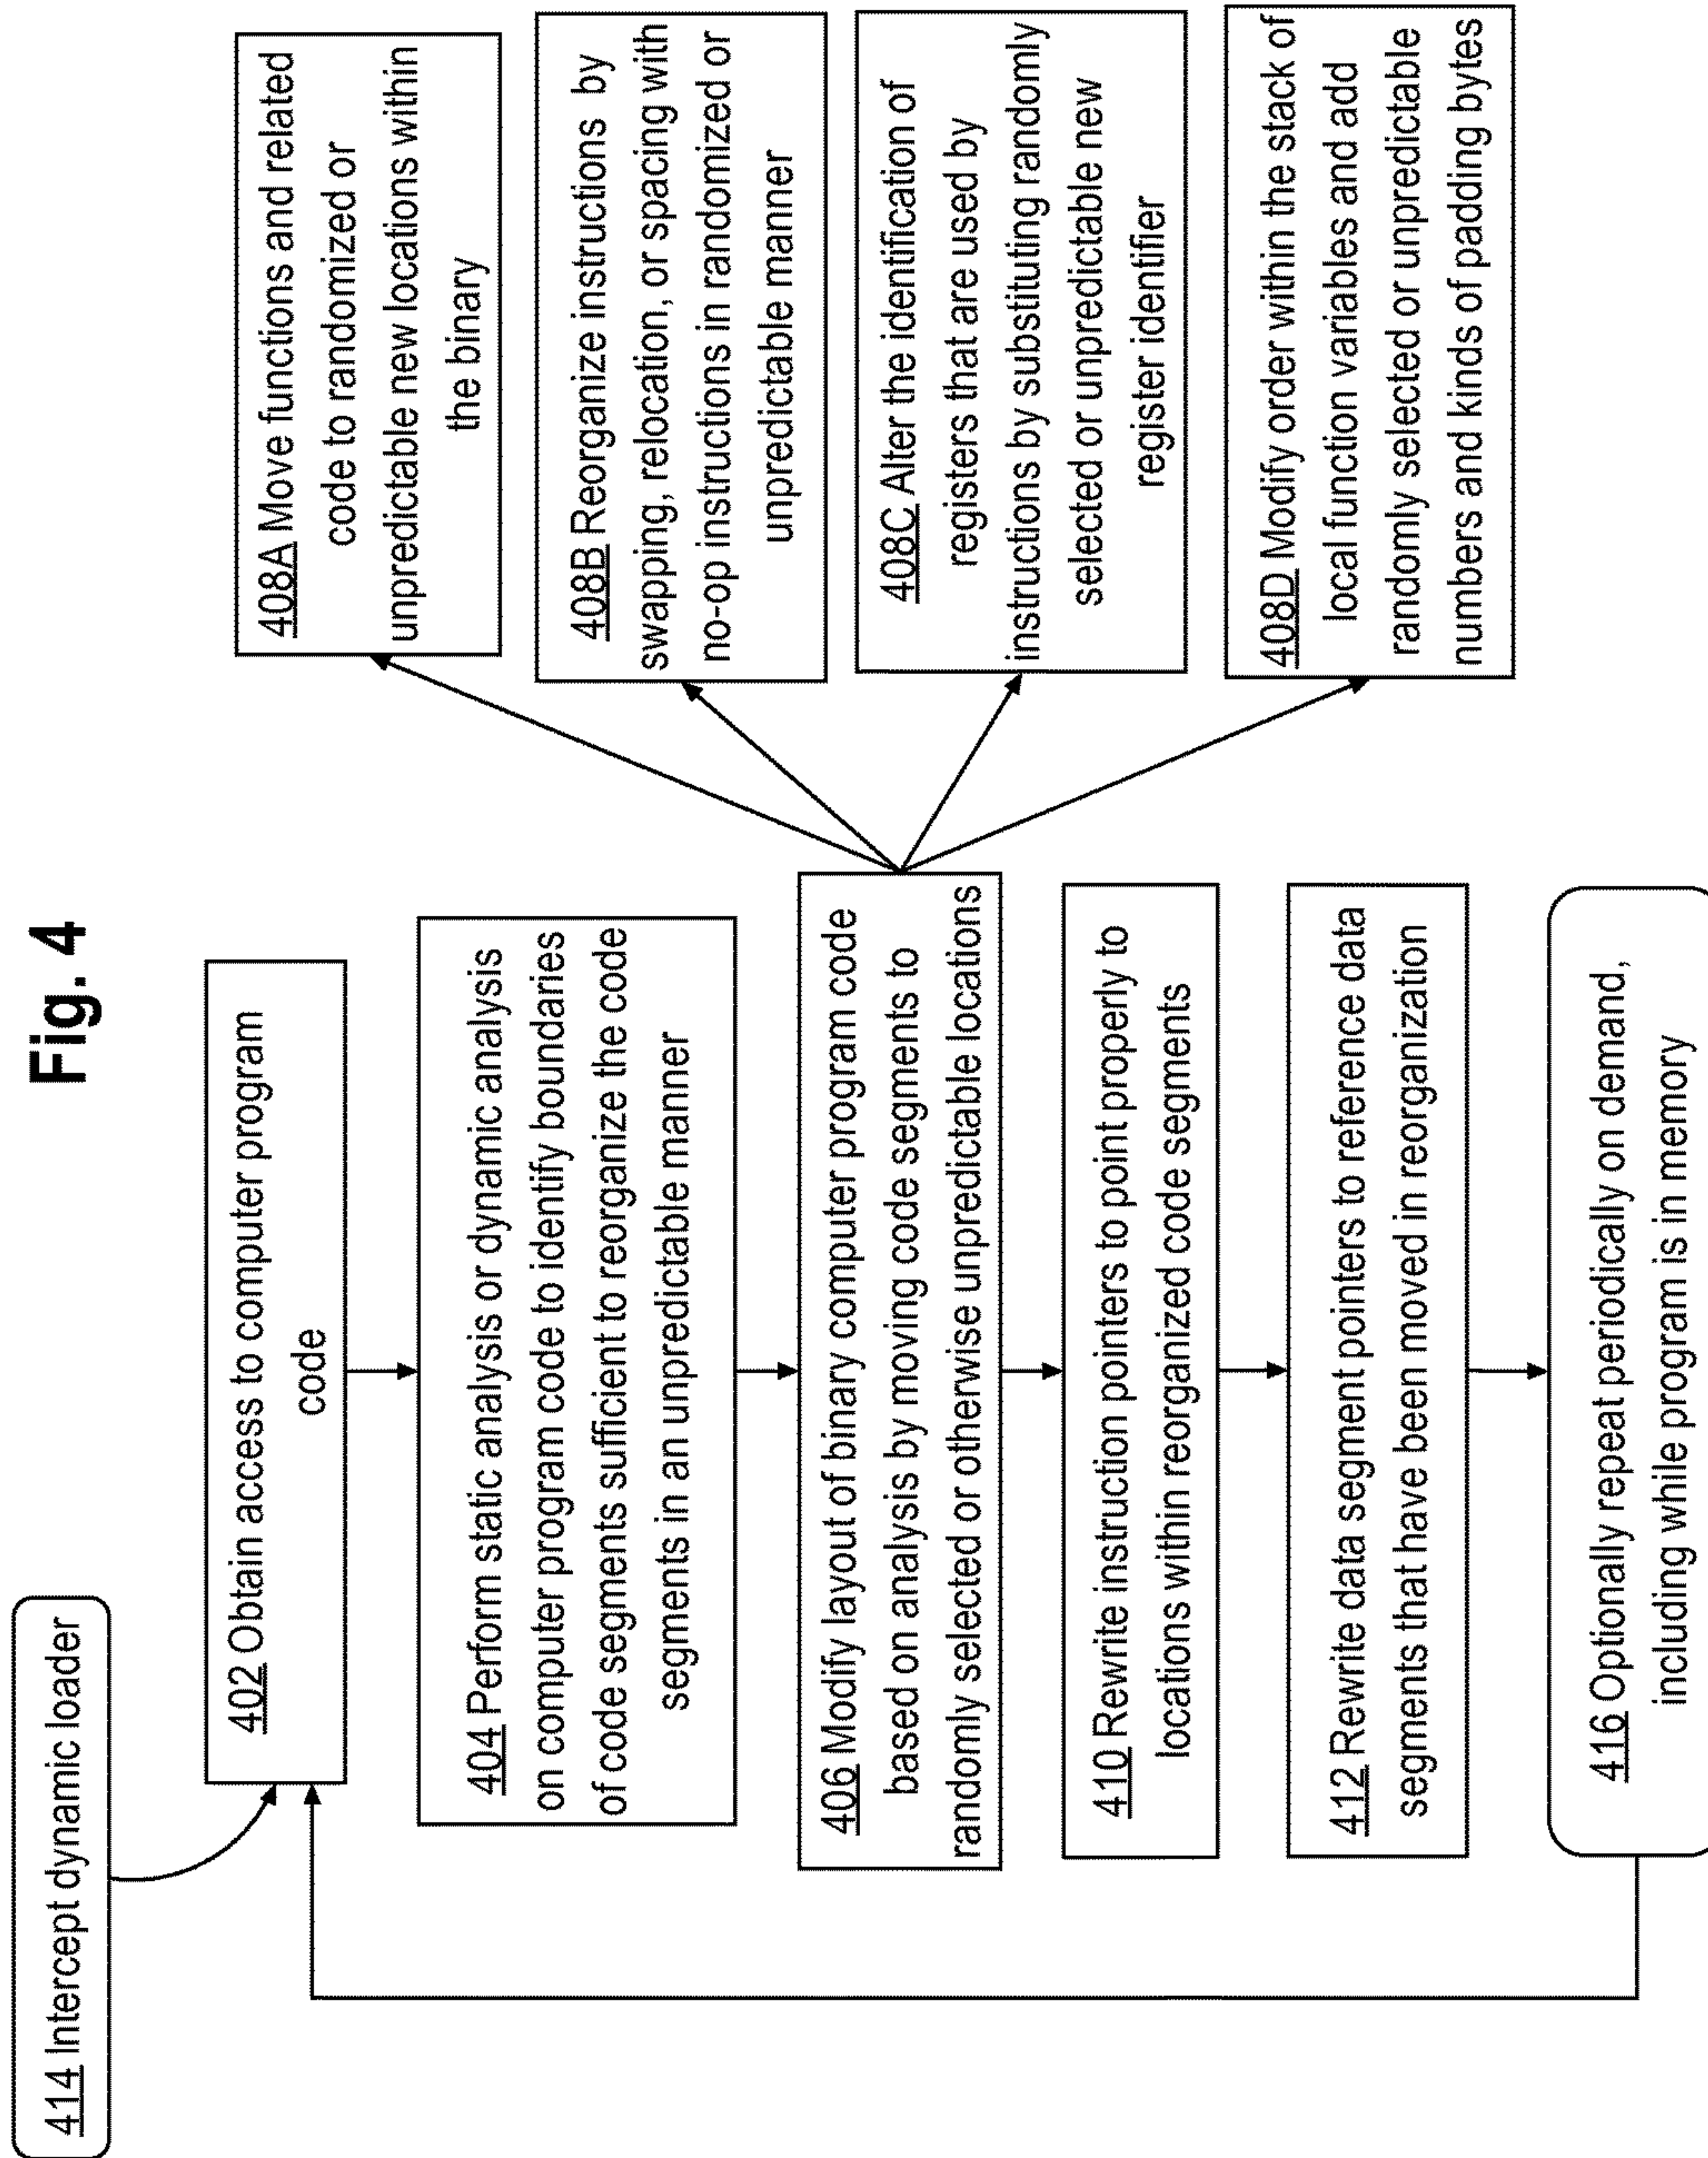 Fig. 4
414 Intercept dynamic loader
402 Obtain access to computer program
code
404 Perform static analysis or dynamic analysis
on computer program code to identify boundaries
of code segments sufficient to reorganize the code
segments in an unpredictable manner
406 Modify layout of binary computer program code
based on analysis by moving code segments to
randomly selected or otherwise unpredictable locations
408A Move functions and related
code to randomized or
unpredictable new locations within
the binary
408B Reorganize instructions by
swapping, relocation, or spacing with
no-op instructions in randomized or
unpredictable manner
408C Alter the identification of
registers that are used by
instructions by substituting randomly
selected or unpredictable new
register identifier
408D Modify order within the stack of
local function variables and add
randomly selected or unpredictable
numbers and kinds of padding bytes
410 Rewrite instruction pointers to point properly to
locations within reorganized code segments
412 Rewrite data segment pointers to reference data
segments that have been moved in reorganization
416 Optionally repeat periodically on demand,
including while program is in memory